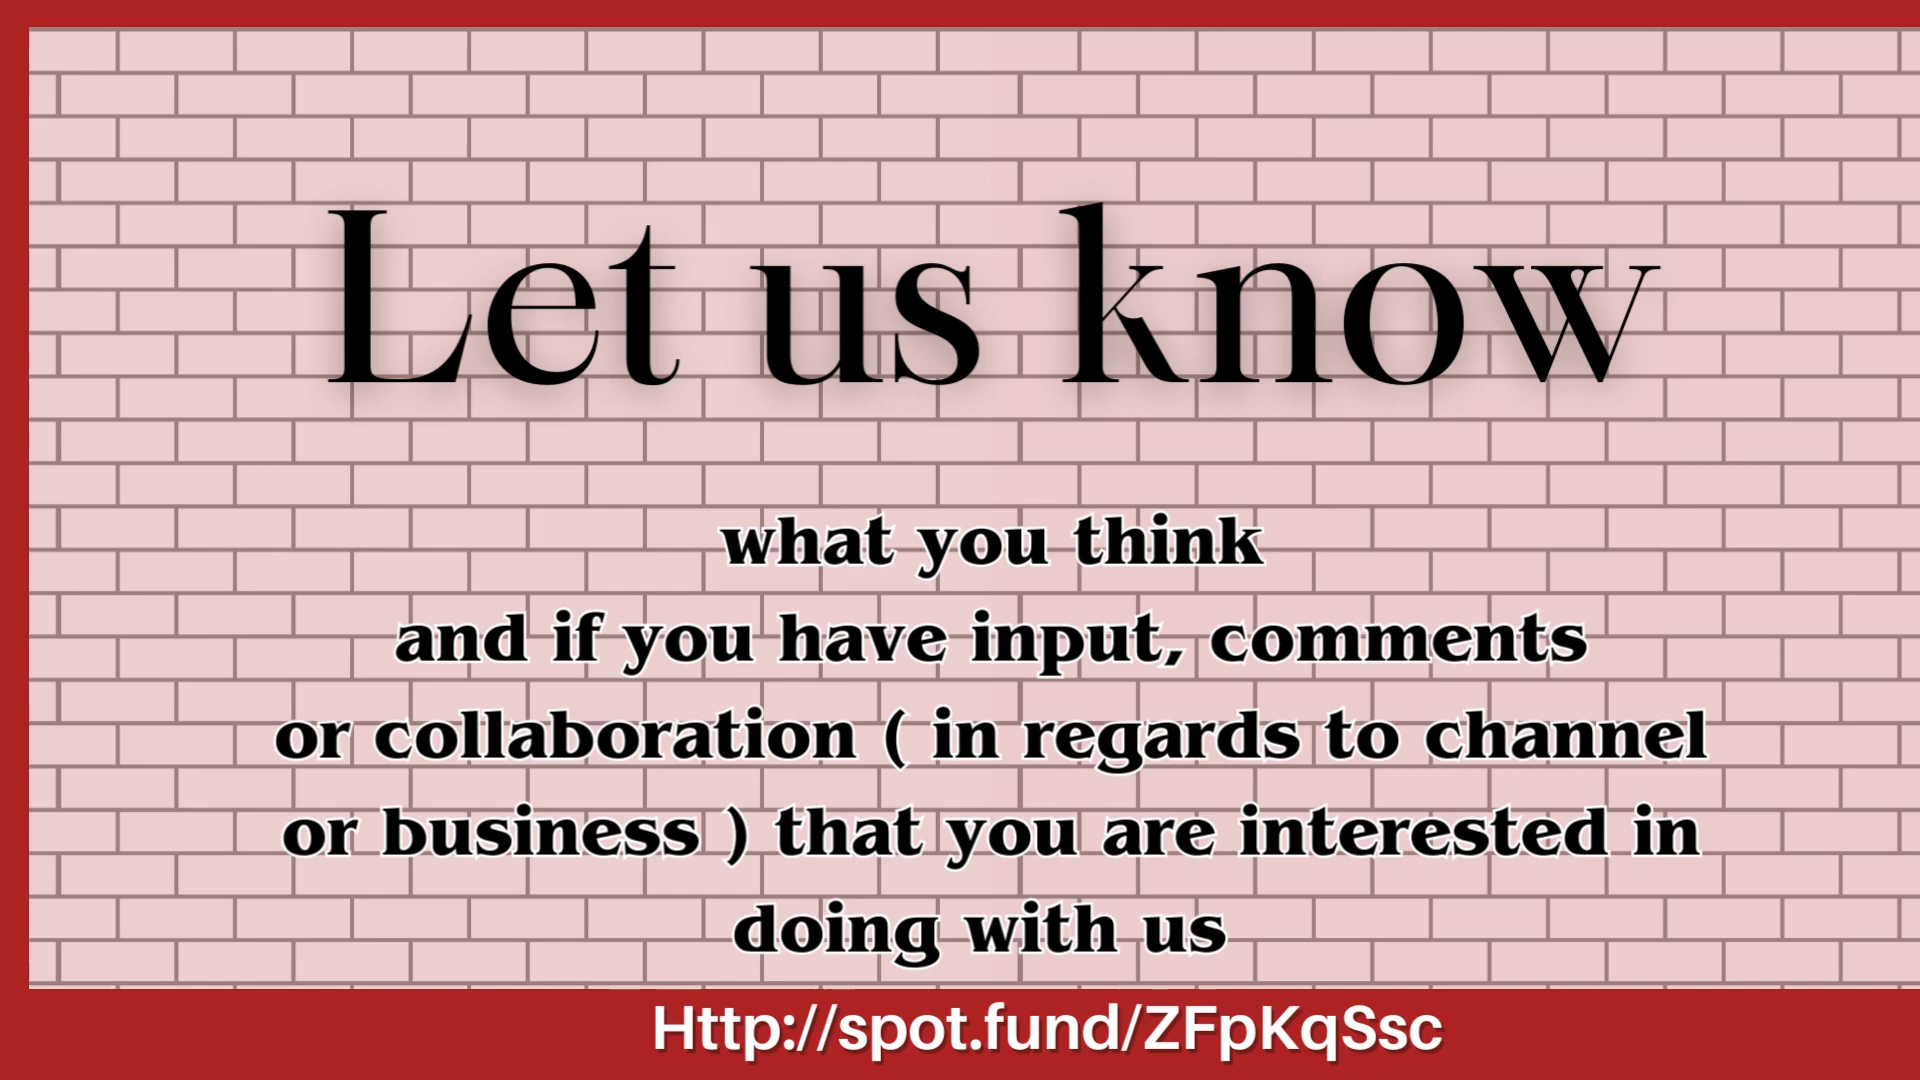 Let us know
what you think
and if you have input, comments
or collaboration ( in regards to channel
or business ) that you are interested in
doing with us
Http://spot.fund/ZFpKqSsc